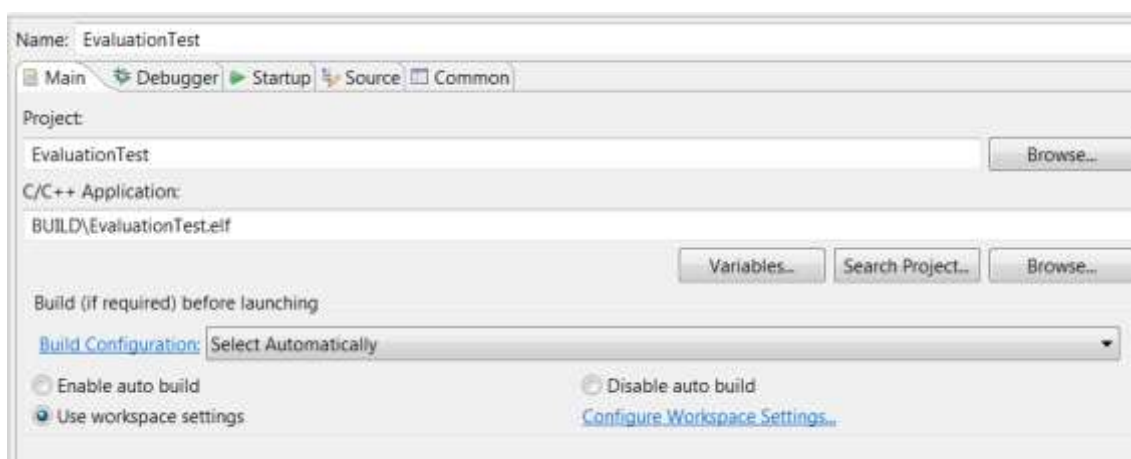 Name: EvaluationTest
Main Debugger Startup Source Common
Project:
EvaluationTest Browse...
C/C++ Application:
BUILD\EvaluationTest.elf
Variables... Search Project... Browse...
Build (if required) before launching
Build Configuration: Select Automatically
Enable auto build Disable auto build
Use workspace settings Configure Workspace Settings...